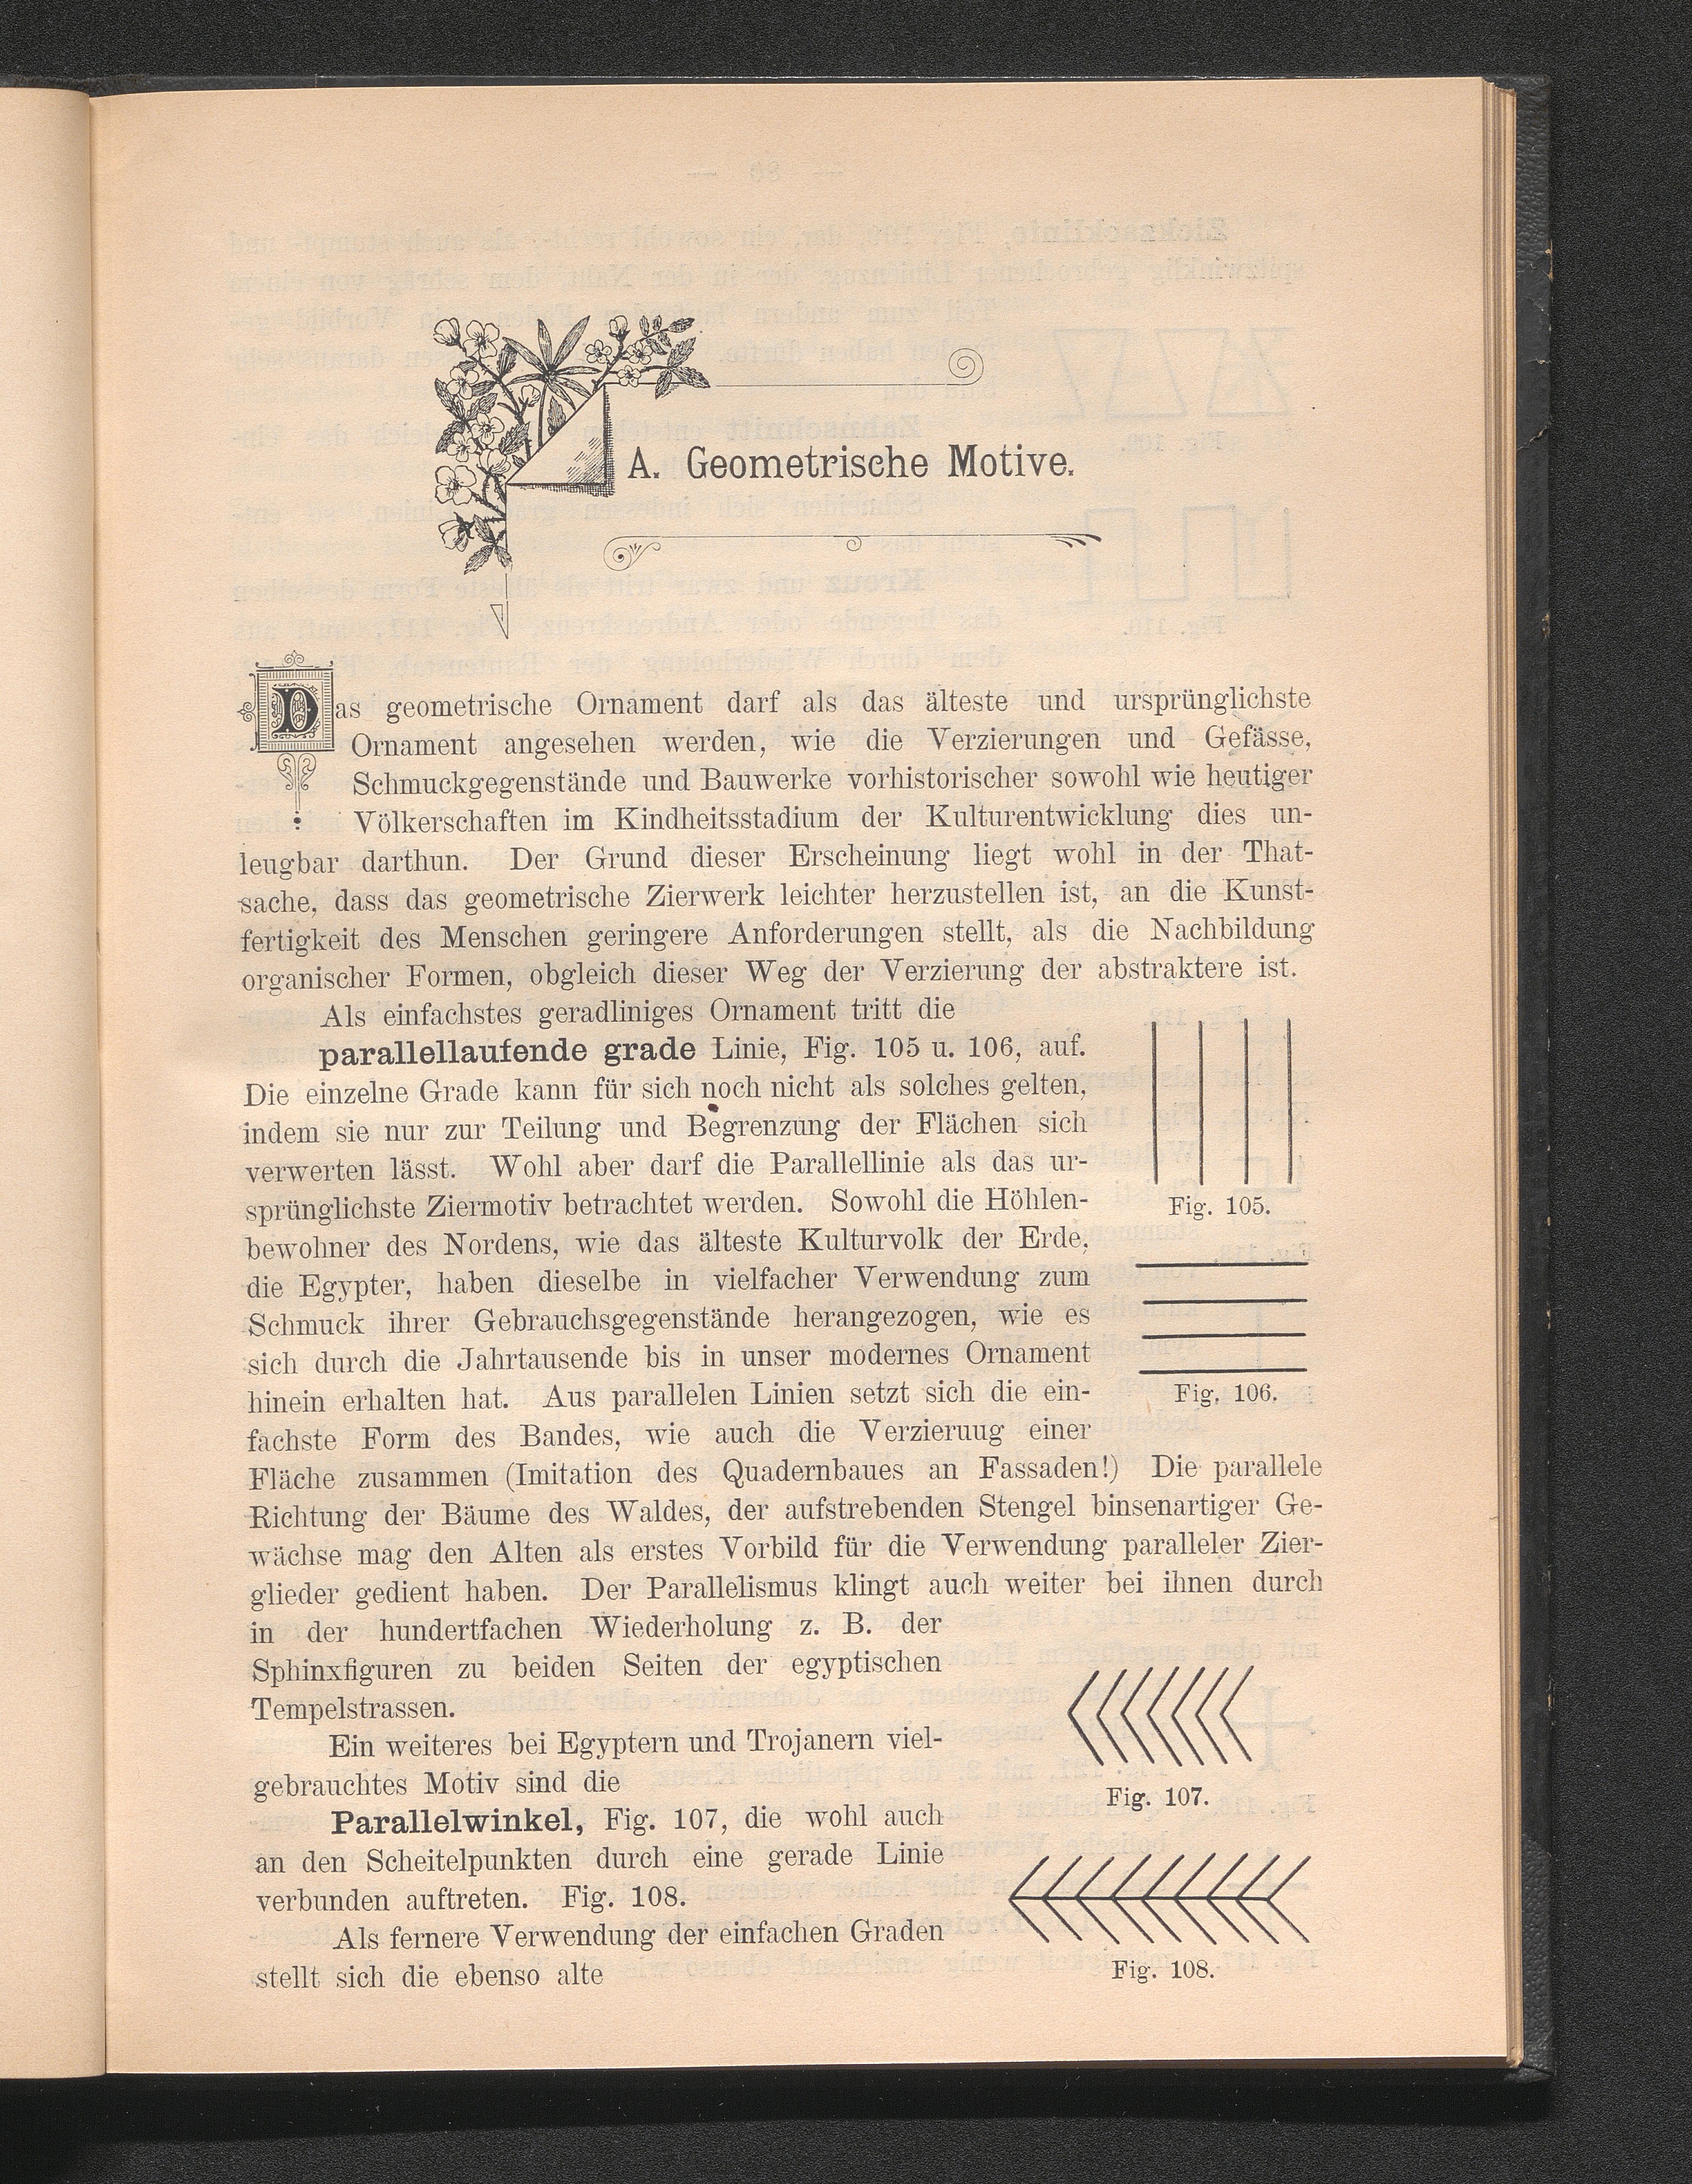 A. Geometrische Motive.
Das geometrische Ornament darf als das älteste und ursprünglichste
Ornament angesehen werden, wie die Verzierungen und Gefässe,
Schmuckgegenstände und Bauwerke vorhistorischer sowohl wie heutiger
Völkerschaften im Kindheitsstadium der Kulturentwicklung dies un-
leugbar darthun. Der Grund dieser Erscheinung liegt wohl in der That-
sache, dass das geometrische Zierwerk leichter herzustellen ist, an die Kunst-
fertigkeit des Menschen geringere Anforderungen stellt, als die Nachbildung
organischer Formen, obgleich dieser Weg der Verzierung der abstraktere ist.
Als einfachstes geradliniges Ornament tritt die
parallellaufende grade Linie, Fig. 105 u. 106, auf.
Die einzelne Grade kann für sich noch nicht als solches gelten,
indem sie nur zur Teilung und Begrenzung der Flächen sich
verwerten lässt. Wohl aber darf die Parallellinie als das ur-
sprünglichste Ziermotiv betrachtet werden. Sowohl die Höhlen-
bewohner des Nordens, wie das älteste Kulturvolk der Erde,
die Egypter, haben dieselbe in vielfacher Verwendung zum
Schmuck ihrer Gebrauchsgegenstände herangezogen, wie es
sich durch die Jahrtausende bis in unser modernes Ornament
hinein erhalten hat. Aus parallelen Linien setzt sich die ein-
fachste Form des Bandes, wie auch die Verzieruug einer
Fläche zusammen (Imitation des Quadernbaues an Fassaden!) Die parallele
Richtung der Bäume des Waldes, der aufstrebenden Stengel binsenartiger Ge-
wächse mag den Alten als erstes Vorbild für die Verwendung paralleler Zier-
glieder gedient haben. Der Parallelismus klingt auch weiter bei ihnen durch
in der hundertfachen Wiederholung z. B. der
Sphinxfiguren zu beiden Seiten der egyptischen
Tempelstrassen.
Ein weiteres bei Egyptern und Trojanern viel-
gebrauchtes Motiv sind die
Parallelwinkel, Fig. 107, die wohl auch
an den Scheitelpunkten durch eine gerade Linie
verbunden auftreten. Fig. 108.
Als fernere Verwendung der einfachen Graden
stellt sich die ebenso alte
Fig. 105.
Fig. 106.
Fig. 107.
Fig. 108.